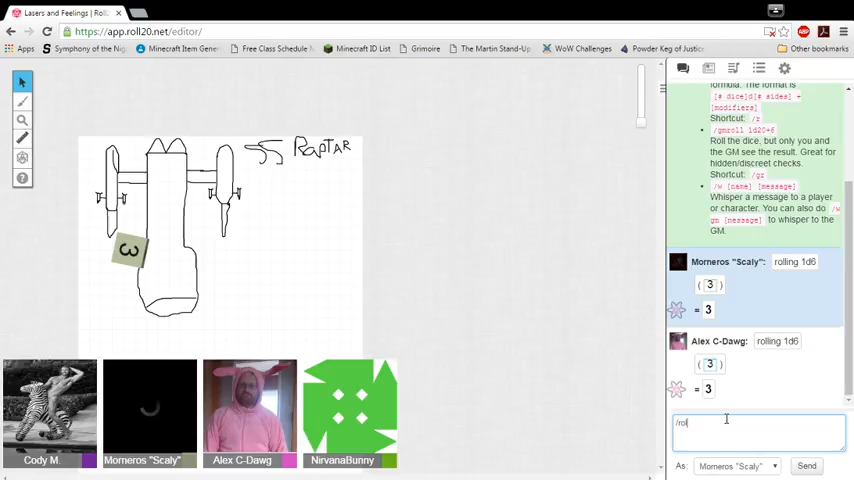 Lasers and Feelings | Roll
https://app.roll20.net/editor/
Apps
Symphony of the Nig
Minecraft Item Gener
Free Class Schedule M
Minecraft ID List
Grimoire
The Martin Stand-Up
WoW Challenges
Powder Keg of Justice
Other bookmarks
formula. The format is
[# dice]d[# sides] +
[modifiers]
Shortcut: /r
/gmroll 1d20+6
Roll the dice, but only you and
the GM see the result. Great for
hidden/discreet checks.
Shortcut: /gr
/w [name] [message]
Whisper a message to a player
or character. You can also do /w
gm [message] to whisper to the
GM.
RapTAR
3
Morneros "Scaly": rolling 1d6
( 3 )
= 3
Alex C-Dawg: rolling 1d6
( 3 )
= 3
/rol
As: Morneros "Scaly" Send
Cody M.
Morneros "Scaly"
Alex C-Dawg
NirvanaBunny